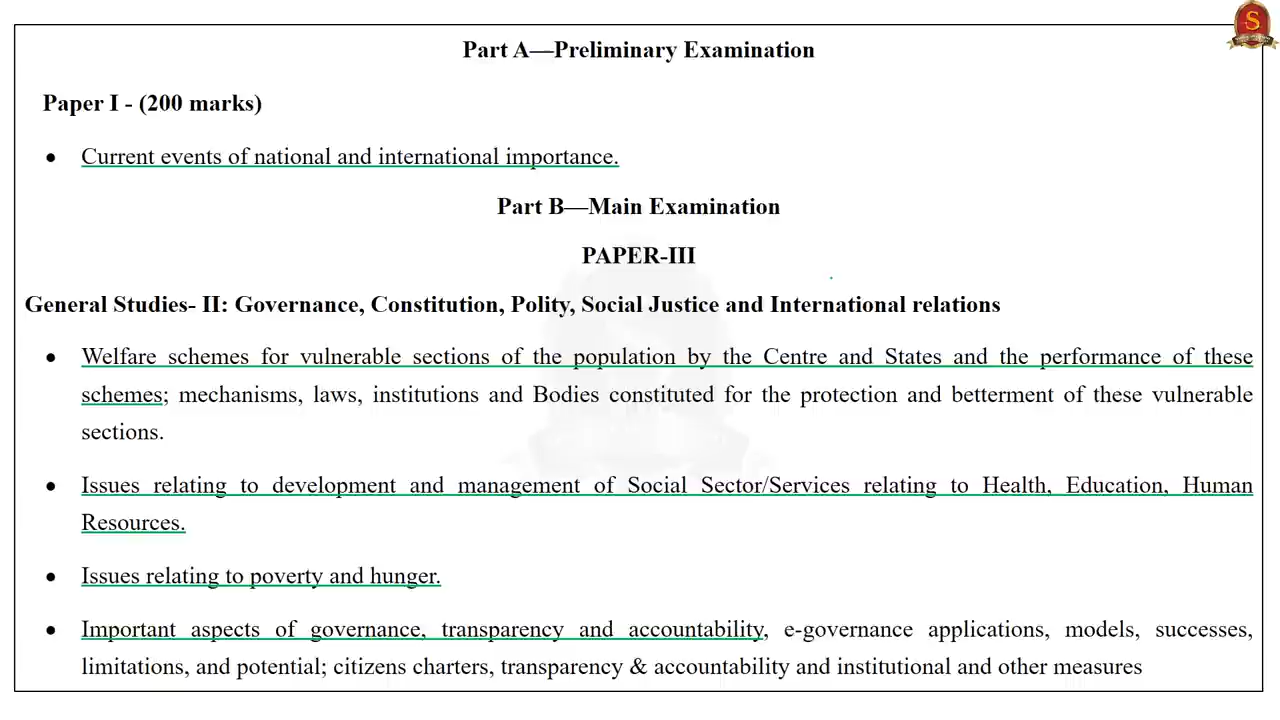 S
Part A—Preliminary Examination
Paper I - (200 marks)
• Current events of national and international importance.
Part B—Main Examination
PAPER-III
General Studies- II: Governance, Constitution, Polity, Social Justice and International relations
• Welfare schemes for vulnerable sections of the population by the Centre and States and the performance of these
schemes; mechanisms, laws, institutions and Bodies constituted for the protection and betterment of these vulnerable
sections.
• Issues relating to development and management of Social Sector/Services relating to Health, Education, Human
Resources.
• Issues relating to poverty and hunger.
• Important aspects of governance, transparency and accountability, e-governance applications, models, successes,
limitations, and potential; citizens charters, transparency & accountability and institutional and other measures